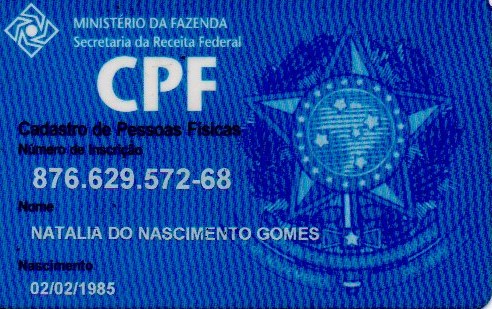 MINISTÉRIO DA FAZENDA
Secretaria da Receita Federal
CPF
Cadastro de Pessoas Físicas
Número de Inscrição
876.629.572-68
Nome
NATALIA DO NASCIMENTO GOMES
Nascimento
02/02/1985